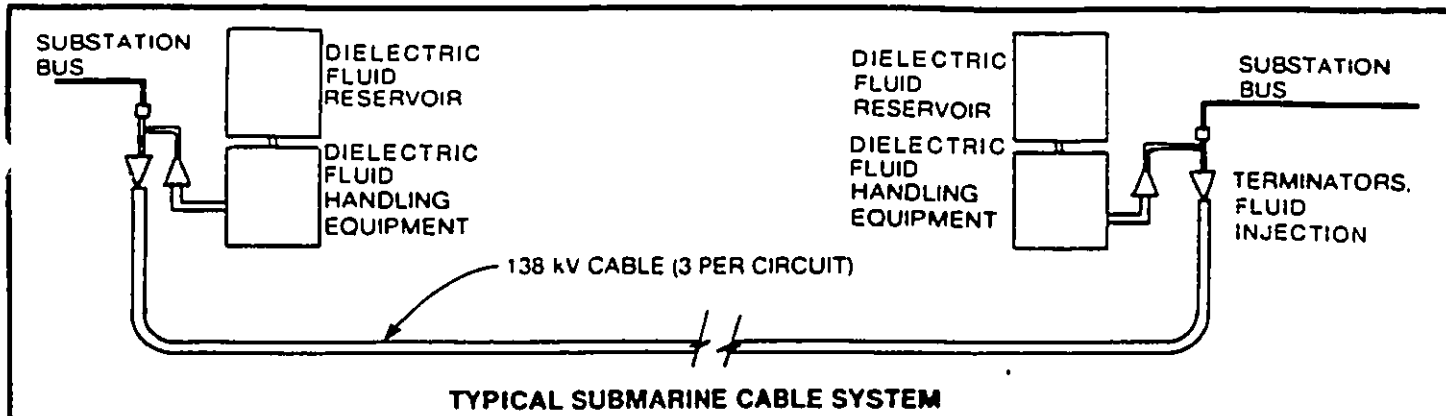 SUBSTATION
BUS
DIELECTRIC
FLUID
RESERVOIR
DIELECTRIC
FLUID
HANDLING
EQUIPMENT
DIELECTRIC
FLUID
RESERVOIR
DIELECTRIC
FLUID
HANDLING
EQUIPMENT
SUBSTATION
BUS
TERMINATORS,
FLUID
INJECTION
138 kV CABLE (3 PER CIRCUIT)
TYPICAL SUBMARINE CABLE SYSTEM